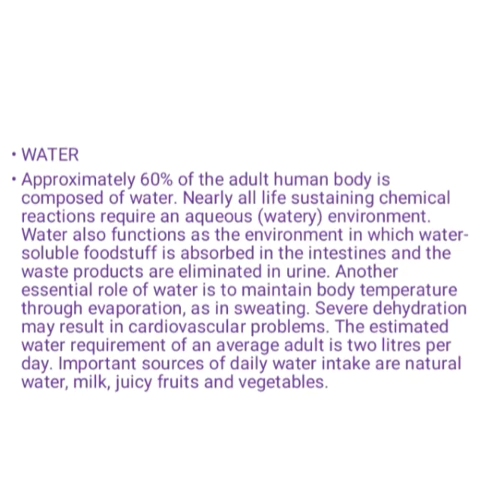 • WATER
• Approximately 60% of the adult human body is
composed of water. Nearly all life sustaining chemical
reactions require an aqueous (watery) environment.
Water also functions as the environment in which water-
soluble foodstuff is absorbed in the intestines and the
waste products are eliminated in urine. Another
essential role of water is to maintain body temperature
through evaporation, as in sweating. Severe dehydration
may result in cardiovascular problems. The estimated
water requirement of an average adult is two litres per
day. Important sources of daily water intake are natural
water, milk, juicy fruits and vegetables.